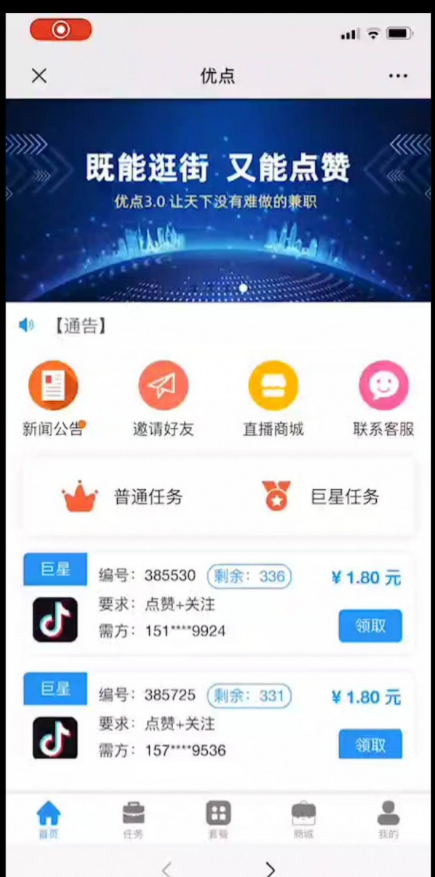 优点
既能逛街 又能点赞
优点3.0 让天下没有难做的兼职
【通告】
新闻公告
邀请好友
直播商城
联系客服
普通任务
巨星任务
巨星
编号：385530
剩余：336
¥1.80 元
要求：点赞+关注
需方：151****9924
领取
巨星
编号：385725
剩余：331
¥1.80 元
要求：点赞+关注
需方：157****9536
领取
首页
任务
套餐
商城
我的